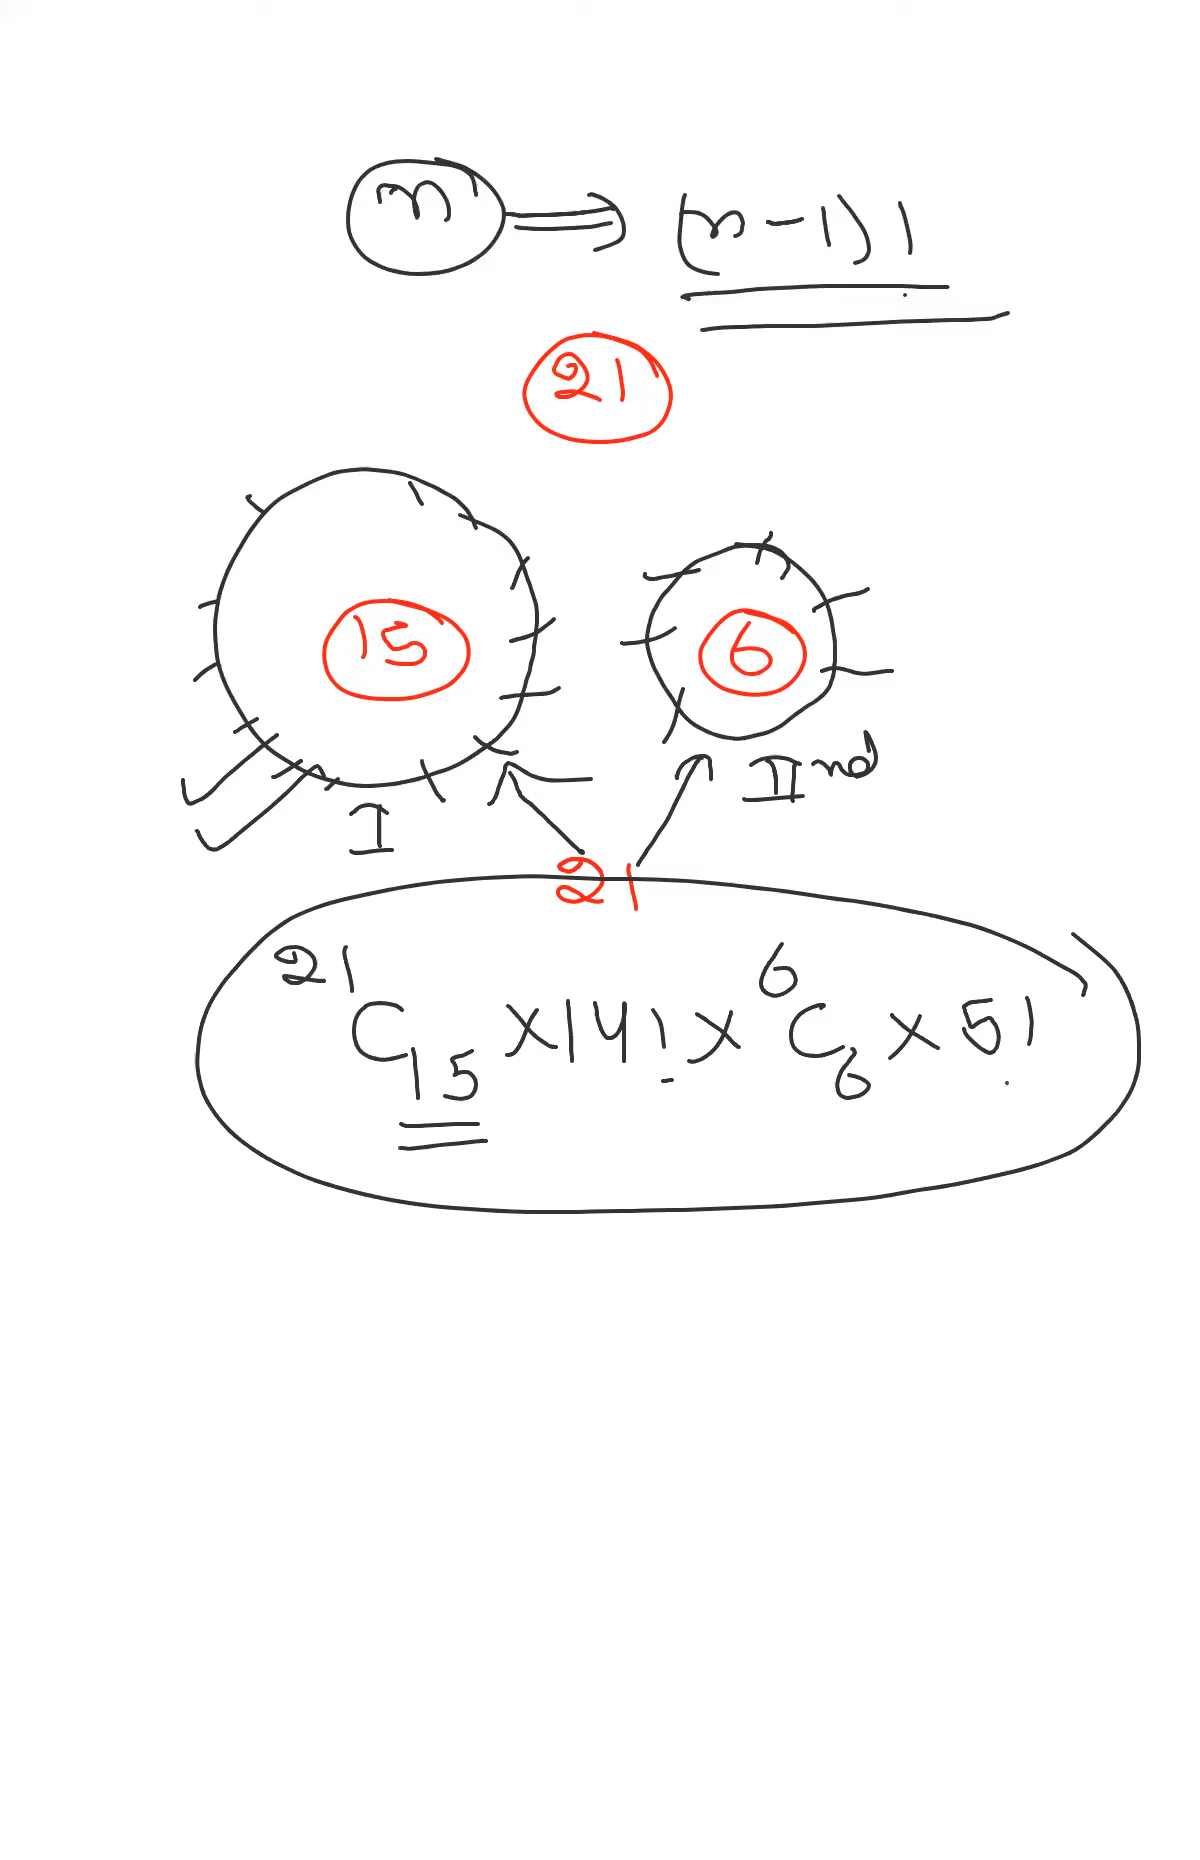 n ⇒ (n-1)!
21
15 6
I IInd
21
²¹C₁₅ × 14! × ⁶C₆ × 5!